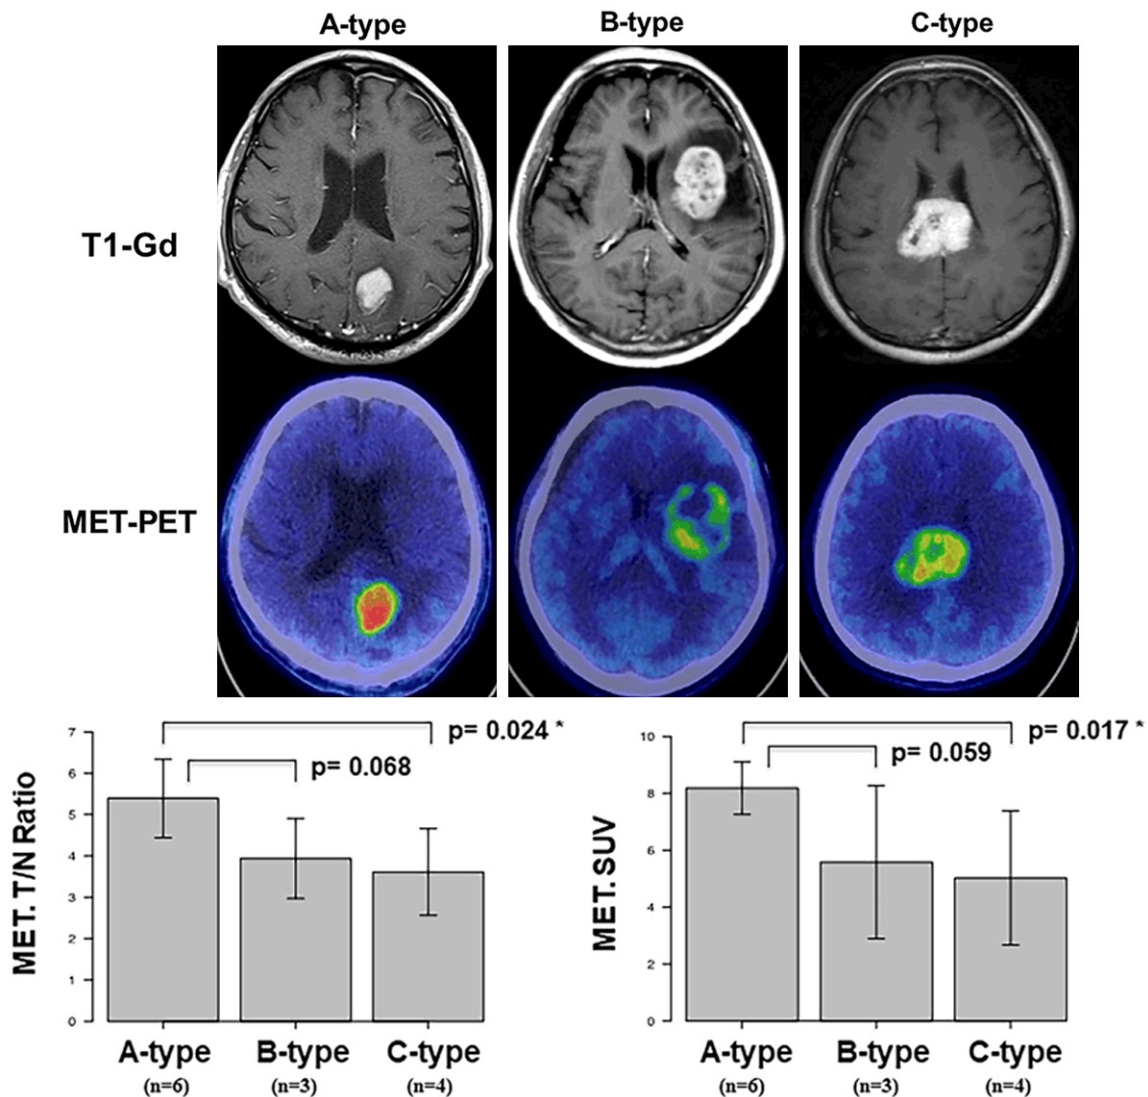 A-type B-type C-type
T1-Gd
MET-PET
MET. T/N Ratio
7
6
5
4
3
2
1
0
p= 0.024 *
p= 0.068
A-type B-type C-type
(n=6) (n=3) (n=4)
MET. SUV
10
8
6
4
2
0
p= 0.017 *
p= 0.059
A-type B-type C-type
(n=6) (n=3) (n=4)